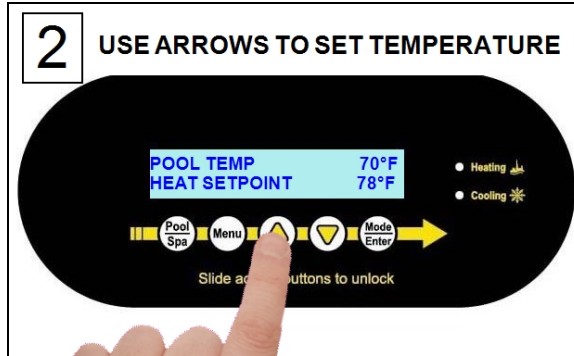 2 USE ARROWS TO SET TEMPERATURE
POOL TEMP 70°F
HEAT SETPOINT 78°F
Heating
Cooling
Pool Spa Menu Mode Enter
Slide buttons to unlock